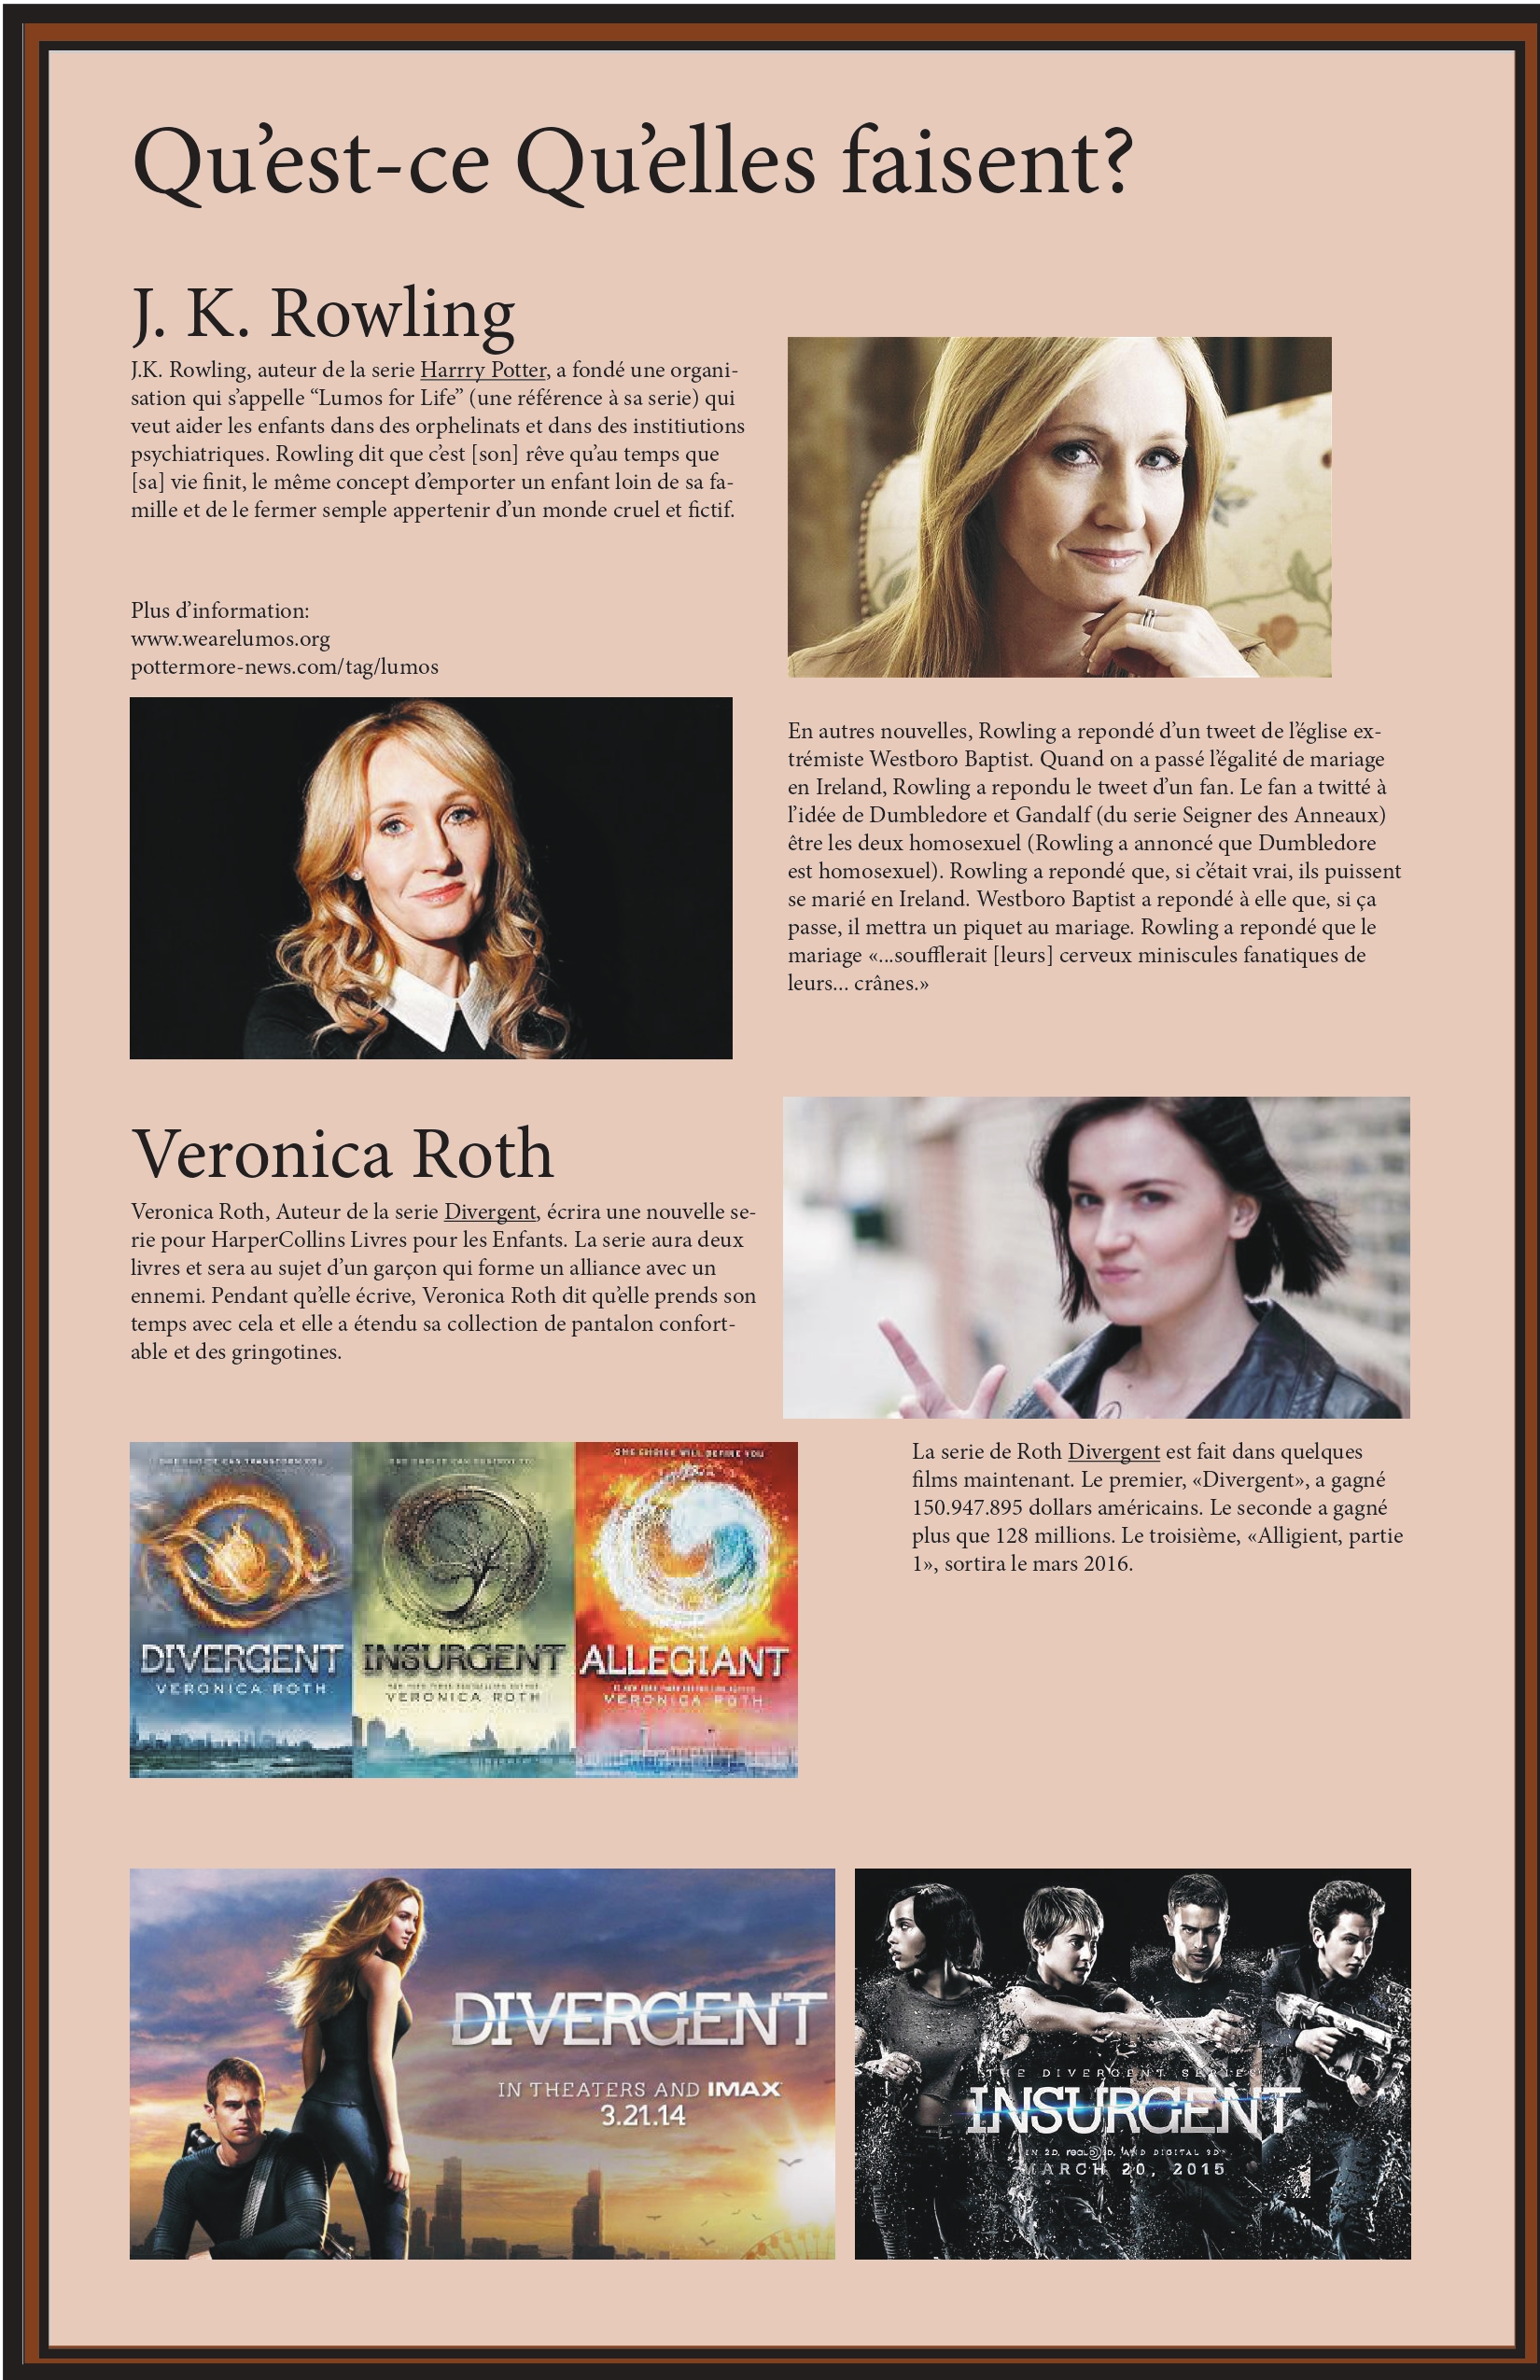 Qu’est-ce Qu’elles faisent?
J. K. Rowling
J.K. Rowling, auteur de la serie Harrry Potter, a fondé une organi-
sation qui s’appelle “Lumos for Life” (une référence à sa serie) qui
veut aider les enfants dans des orphelinats et dans des institiutions
psychiatriques. Rowling dit que c’est [son] rêve qu’au temps que
[sa] vie finit, le même concept d’emporter un enfant loin de sa fa-
mille et de le fermer semple appertenir d’un monde cruel et fictif.
Plus d’information:
www.wearelumos.org
pottermore-news.com/tag/lumos
En autres nouvelles, Rowling a repondé d’un tweet de l’église ex-
trémiste Westboro Baptist. Quand on a passé l’égalité de mariage
en Ireland, Rowling a repondu le tweet d’un fan. Le fan a twitté à
l’idée de Dumbledore et Gandalf (du serie Seigner des Anneaux)
être les deux homosexuel (Rowling a annoncé que Dumbledore
est homosexuel). Rowling a repondé que, si c’était vrai, ils puissent
se marié en Ireland. Westboro Baptist a repondé à elle que, si ça
passe, il mettra un piquet au mariage. Rowling a repondé que le
mariage «...soufflerait [leurs] cerveux miniscules fanatiques de
leurs... crânes.»
Veronica Roth
Veronica Roth, Auteur de la serie Divergent, écrira une nouvelle se-
rie pour HarperCollins Livres pour les Enfants. La serie aura deux
livres et sera au sujet d’un garçon qui forme un alliance avec un
ennemi. Pendant qu’elle écrive, Veronica Roth dit qu’elle prends son
temps avec cela et elle a étendu sa collection de pantalon confort-
able et des gringotines.
La serie de Roth Divergent est fait dans quelques
films maintenant. Le premier, «Divergent», a gagné
150.947.895 dollars américains. Le seconde a gagné
plus que 128 millions. Le troisième, «Alligient, partie
1», sortira le mars 2016.
ONE CHOICE CAN TRANSFORM YOU
DIVERGENT
VERONICA ROTH
INSURGENT
VERONICA ROTH
ONE CHOICE WILL DEFINE YOU
ALLEGIANT
VERONICA ROTH
DIVERGENT
IN THEATERS AND IMAX
3.21.14
THE DIVERGENT SERIES
INSURGENT
IN 2D, REALD 3D, AND DIGITAL 3D
MARCH 20, 2015